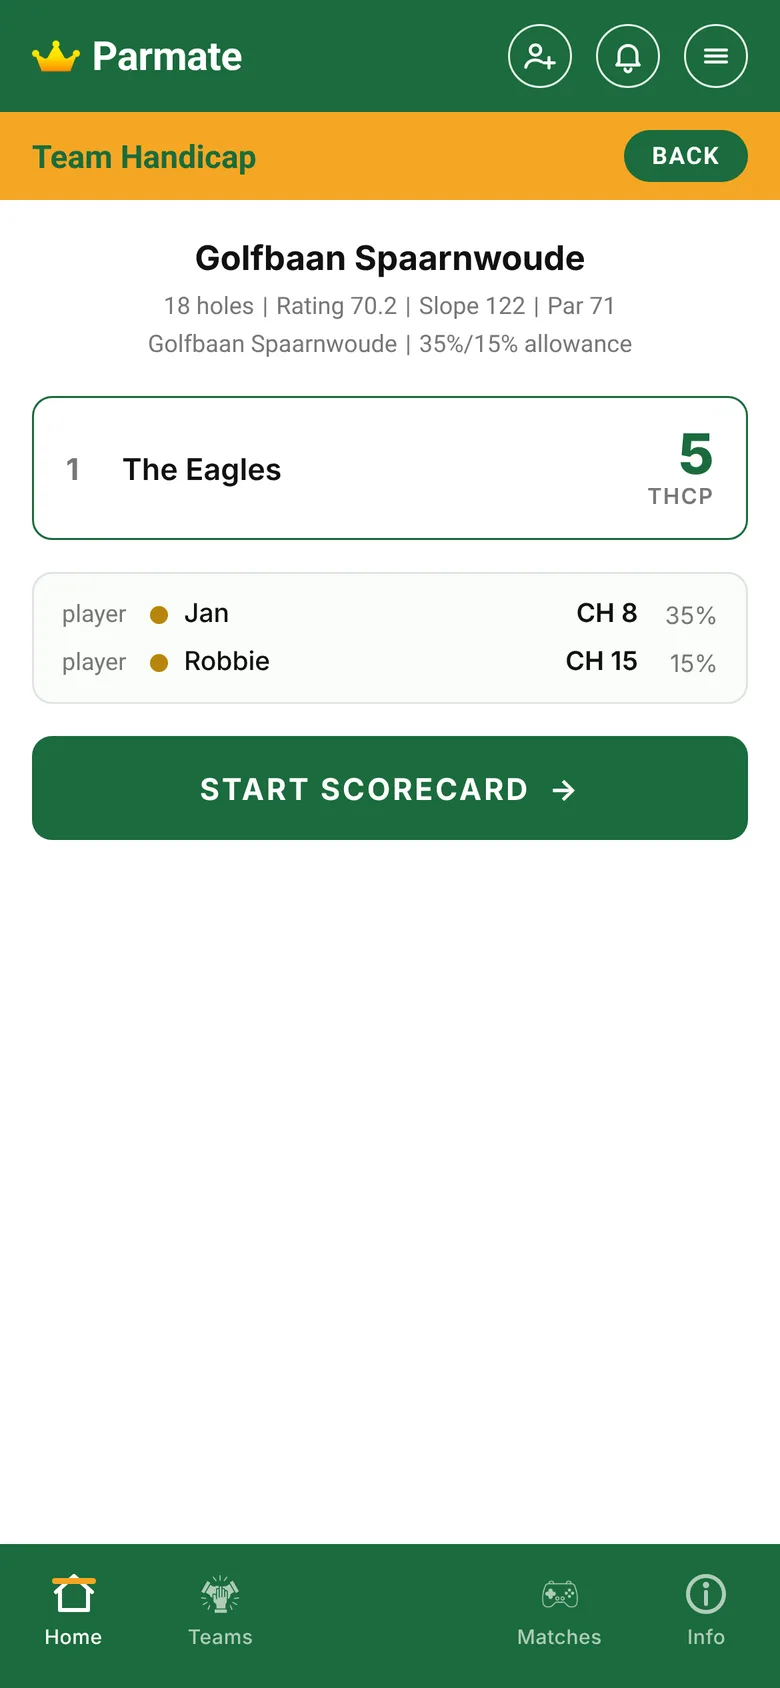 Parmate
Team Handicap
BACK
Golfbaan Spaarnwoude
18 holes | Rating 70.2 | Slope 122 | Par 71
Golfbaan Spaarnwoude | 35%/15% allowance
1 The Eagles 5
THCP
player Jan CH 8 35%
player Robbie CH 15 15%
START SCORECARD →
Home Teams Matches Info